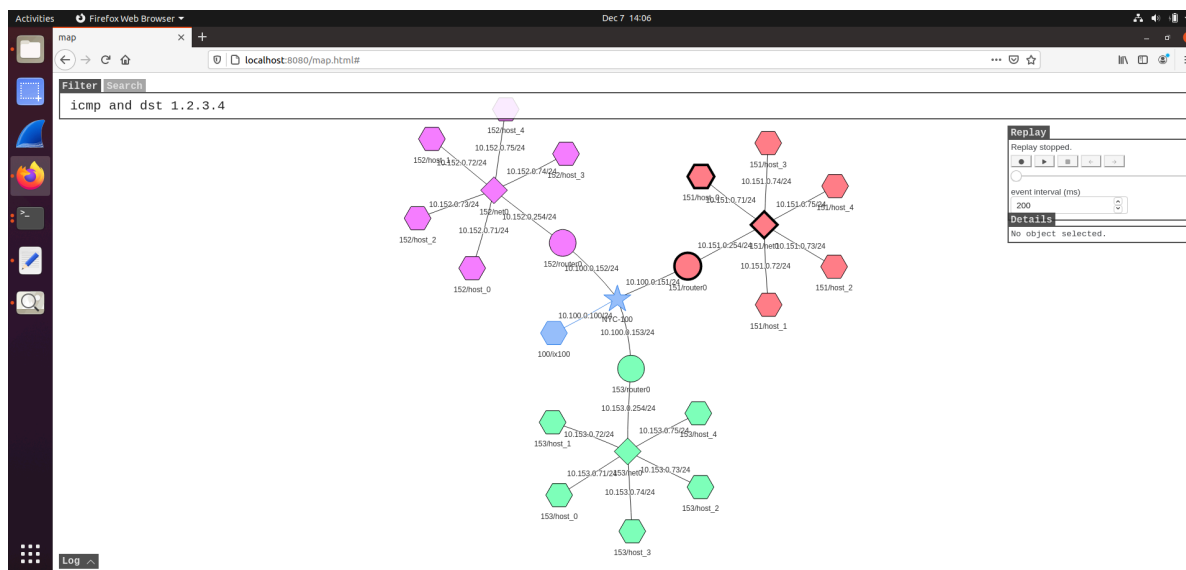 Activities
Firefox Web Browser
Dec 7 14:06
map
localhost:8080/map.html#
Filter
Search
icmp and dst 1.2.3.4
152/host_4
10.152.0.75/24
152/host_1
10.152.0.72/24
10.152.0.74/24
152/host_3
10.152.0.73/24
152/net0
10.152.0.254/24
152/host_2
10.152.0.71/24
152/router0
152/host_0
10.100.0.152/24
151/host_3
10.151.0.74/24
151/host_0
10.151.0.71/24
10.151.0.75/24
151/host_4
10.151.0.254/24
151/net0
10.151.0.73/24
10.151.0.72/24
151/router0
151/host_2
10.100.0.151/24
151/host_1
10.100.0.100/24
NYC-100
10.100.0.153/24
100/ix100
153/router0
10.153.0.254/24
153/host_1
10.153.0.72/24
10.153.0.75/24
153/host_4
10.153.0.71/24
153/net0
10.153.0.73/24
10.153.0.74/24
153/host_0
153/host_2
153/host_3
Replay
Replay stopped.
event interval (ms)
200
Details
No object selected.
Log